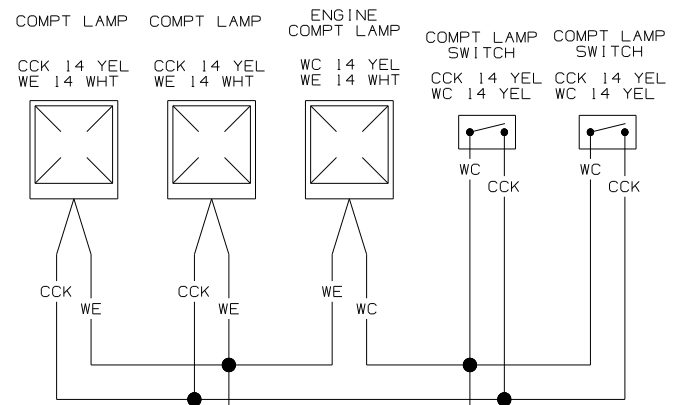 COMPT LAMP
CCK 14 YEL
WE 14 WHT
COMPT LAMP
CCK 14 YEL
WE 14 WHT
ENGINE
COMPT LAMP
WC 14 YEL
WE 14 WHT
COMPT LAMP
SWITCH
CCK 14 YEL
WC 14 YEL
COMPT LAMP
SWITCH
CCK 14 YEL
WC 14 YEL
WC
CCK
WC
CCK
CCK
WE
CCK
WE
WE
WC